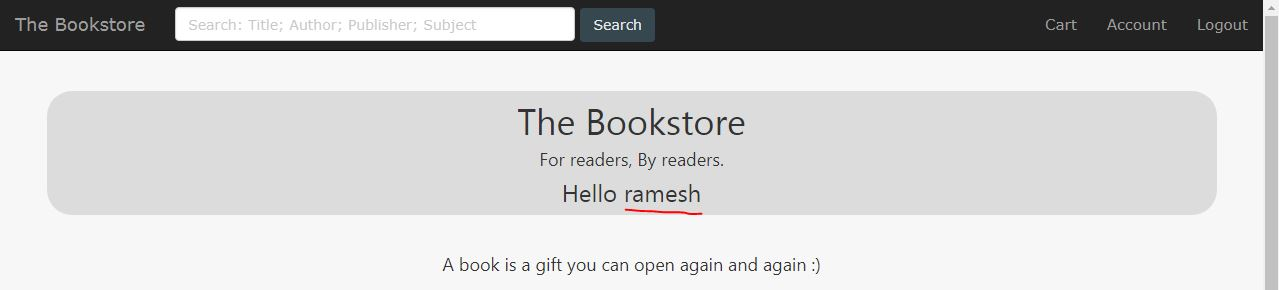 The Bookstore Search: Title; Author; Publisher; Subject Search Cart Account Logout
The Bookstore
For readers, By readers.
Hello ramesh
A book is a gift you can open again and again :)